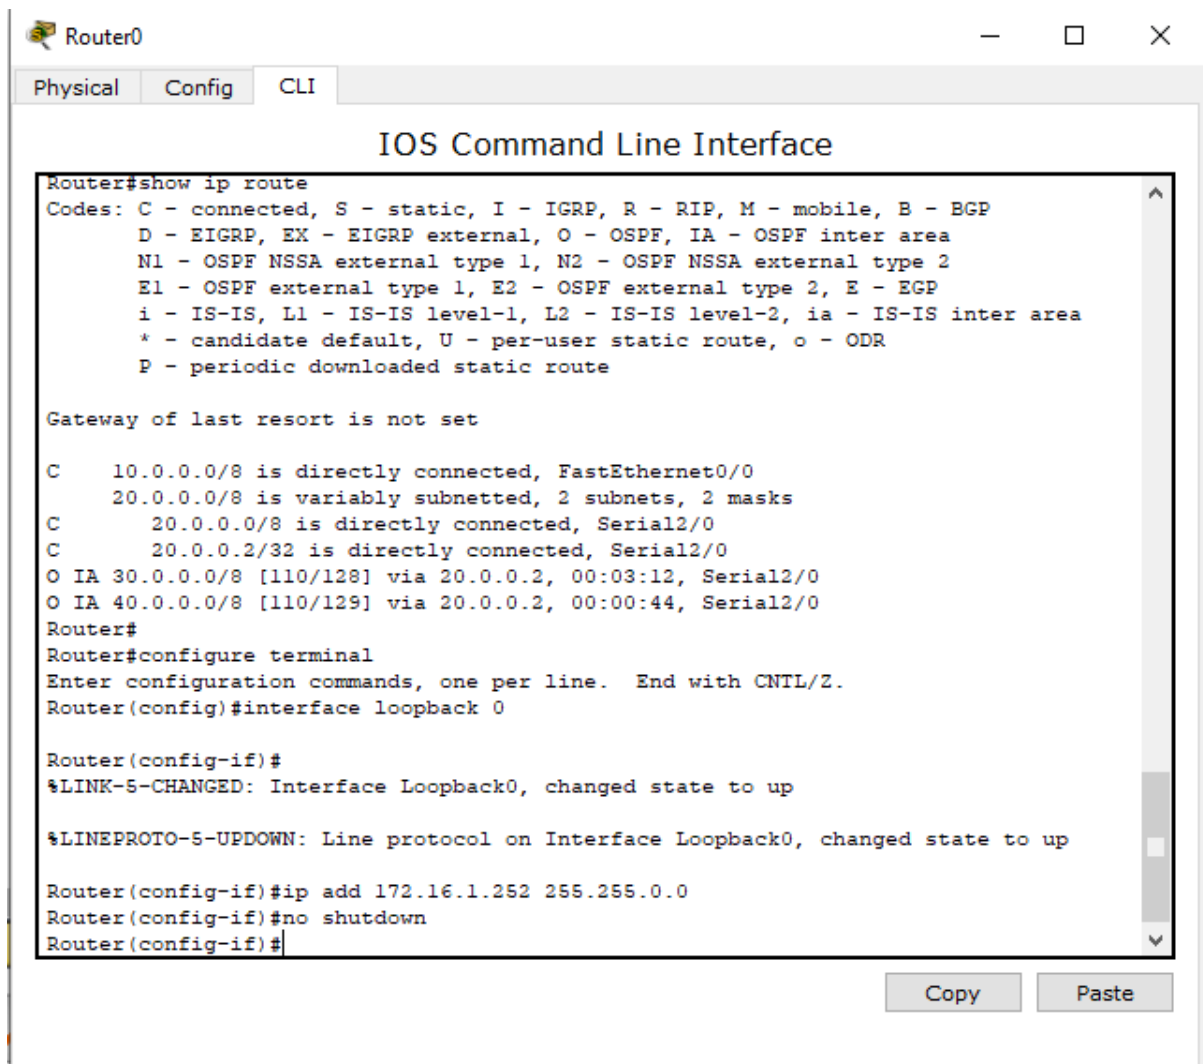 Router0
Physical Config CLI
IOS Command Line Interface
Router#show ip route
Codes: C - connected, S - static, I - IGRP, R - RIP, M - mobile, B - BGP
       D - EIGRP, EX - EIGRP external, O - OSPF, IA - OSPF inter area
       N1 - OSPF NSSA external type 1, N2 - OSPF NSSA external type 2
       E1 - OSPF external type 1, E2 - OSPF external type 2, E - EGP
       i - IS-IS, L1 - IS-IS level-1, L2 - IS-IS level-2, ia - IS-IS inter area
       * - candidate default, U - per-user static route, o - ODR
       P - periodic downloaded static route
Gateway of last resort is not set
C    10.0.0.0/8 is directly connected, FastEthernet0/0
     20.0.0.0/8 is variably subnetted, 2 subnets, 2 masks
C       20.0.0.0/8 is directly connected, Serial2/0
C       20.0.0.2/32 is directly connected, Serial2/0
O IA 30.0.0.0/8 [110/128] via 20.0.0.2, 00:03:12, Serial2/0
O IA 40.0.0.0/8 [110/129] via 20.0.0.2, 00:00:44, Serial2/0
Router#
Router#configure terminal
Enter configuration commands, one per line.  End with CNTL/Z.
Router(config)#interface loopback 0
Router(config-if)#
%LINK-5-CHANGED: Interface Loopback0, changed state to up
%LINEPROTO-5-UPDOWN: Line protocol on Interface Loopback0, changed state to up
Router(config-if)#ip add 172.16.1.252 255.255.0.0
Router(config-if)#no shutdown
Router(config-if)#
Copy Paste